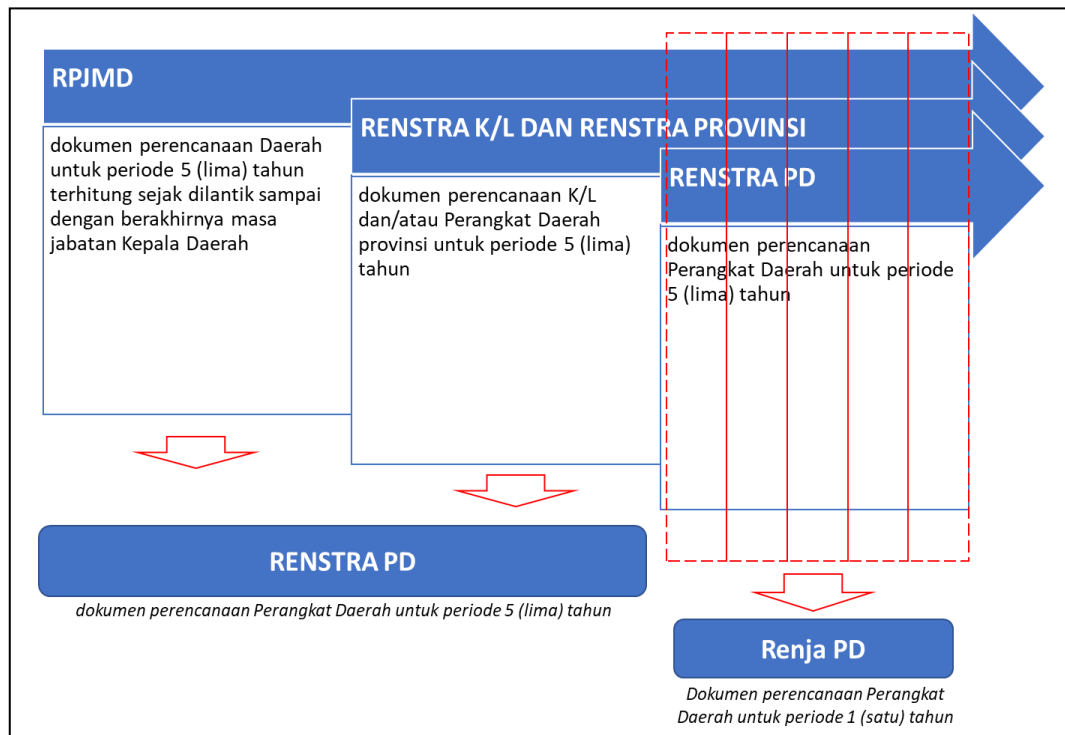 RPJMD
dokumen perencanaan Daerah
untuk periode 5 (lima) tahun
terhitung sejak dilantik sampai
dengan berakhirnya masa
jabatan Kepala Daerah
RENSTRA K/L DAN RENSTRA PROVINSI
dokumen perencanaan K/L
dan/atau Perangkat Daerah
provinsi untuk periode 5 (lima)
tahun
RENSTRA PD
dokumen perencanaan
Perangkat Daerah untuk periode
5 (lima) tahun
RENSTRA PD
dokumen perencanaan Perangkat Daerah untuk periode 5 (lima) tahun
Renja PD
Dokumen perencanaan Perangkat
Daerah untuk periode 1 (satu) tahun